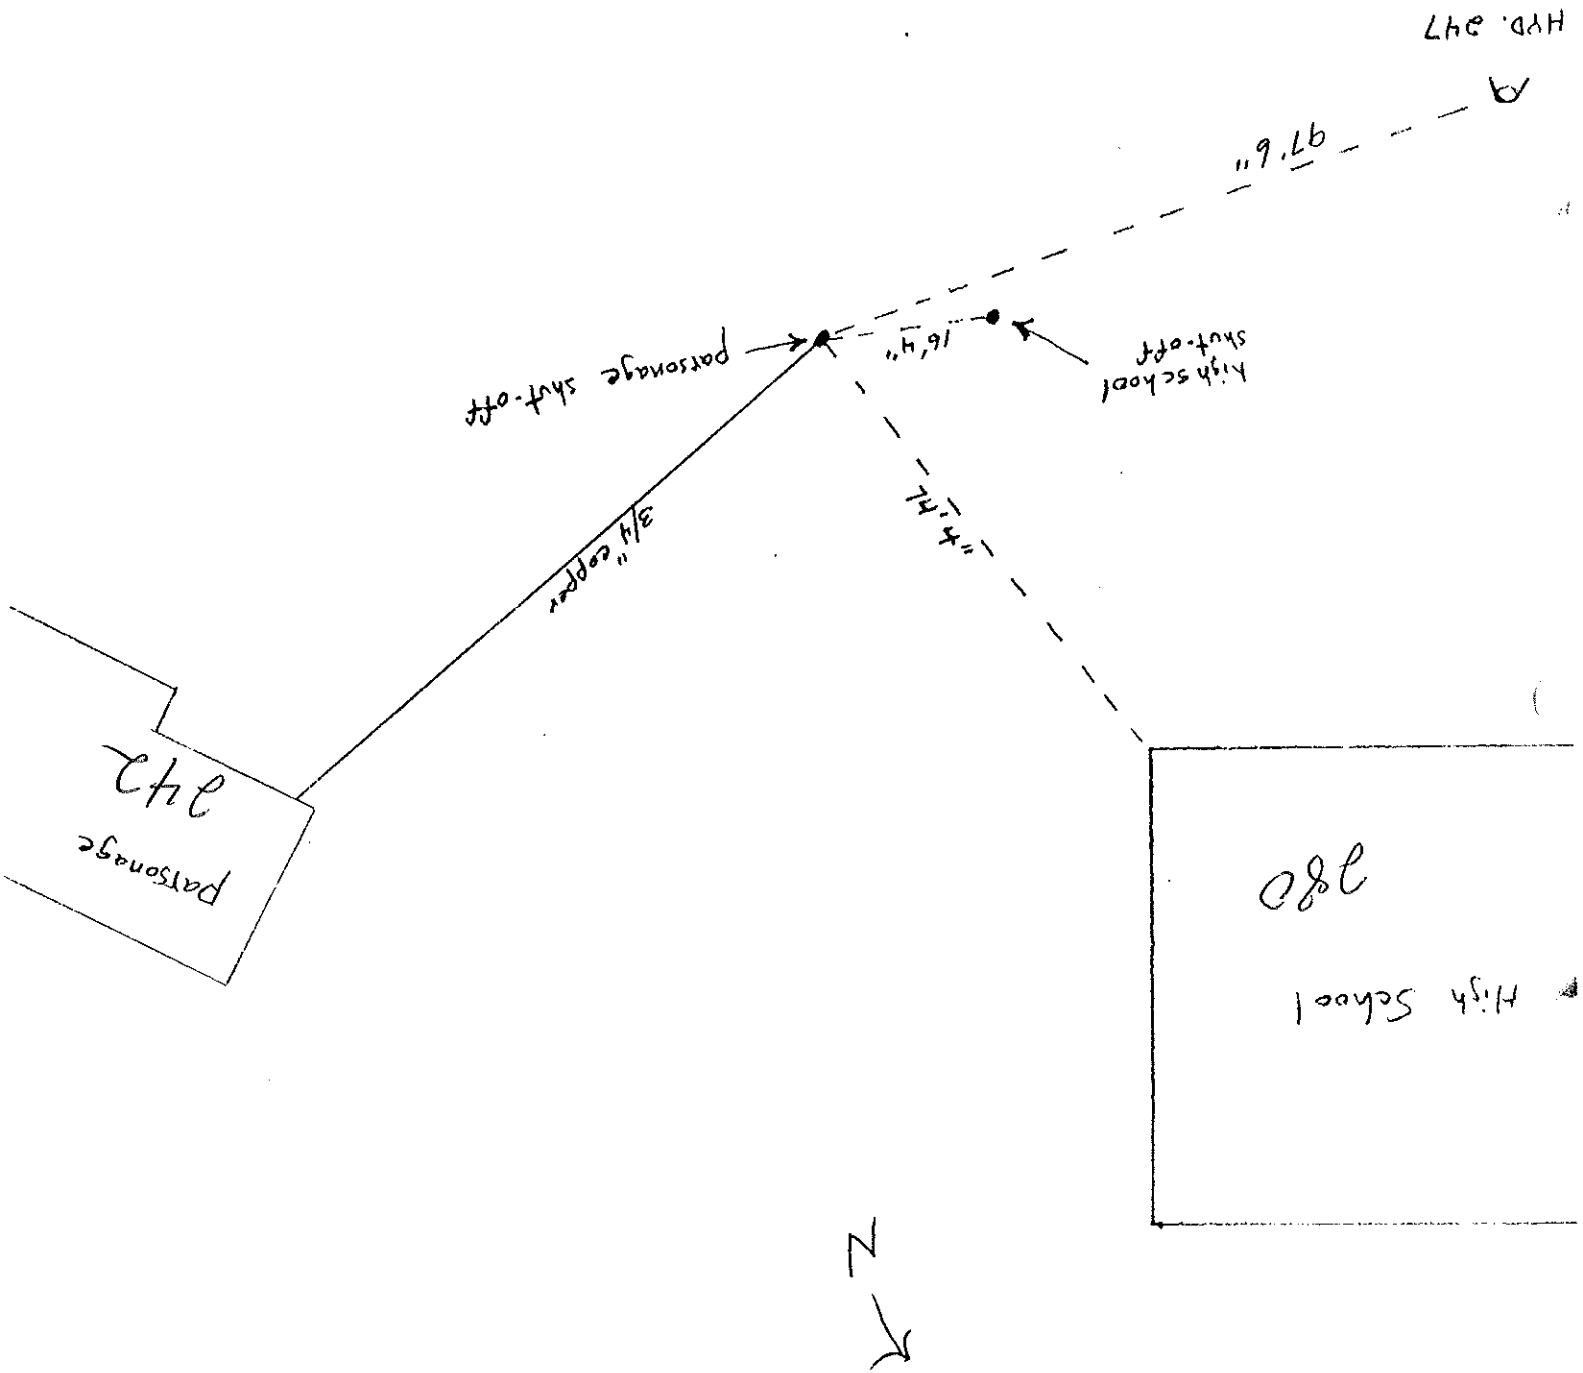 N
High School
280
parsonage
242
3/4" copper
high school
shut-off
16'4"
parsonage shut-off
97'6"
HYD. 247